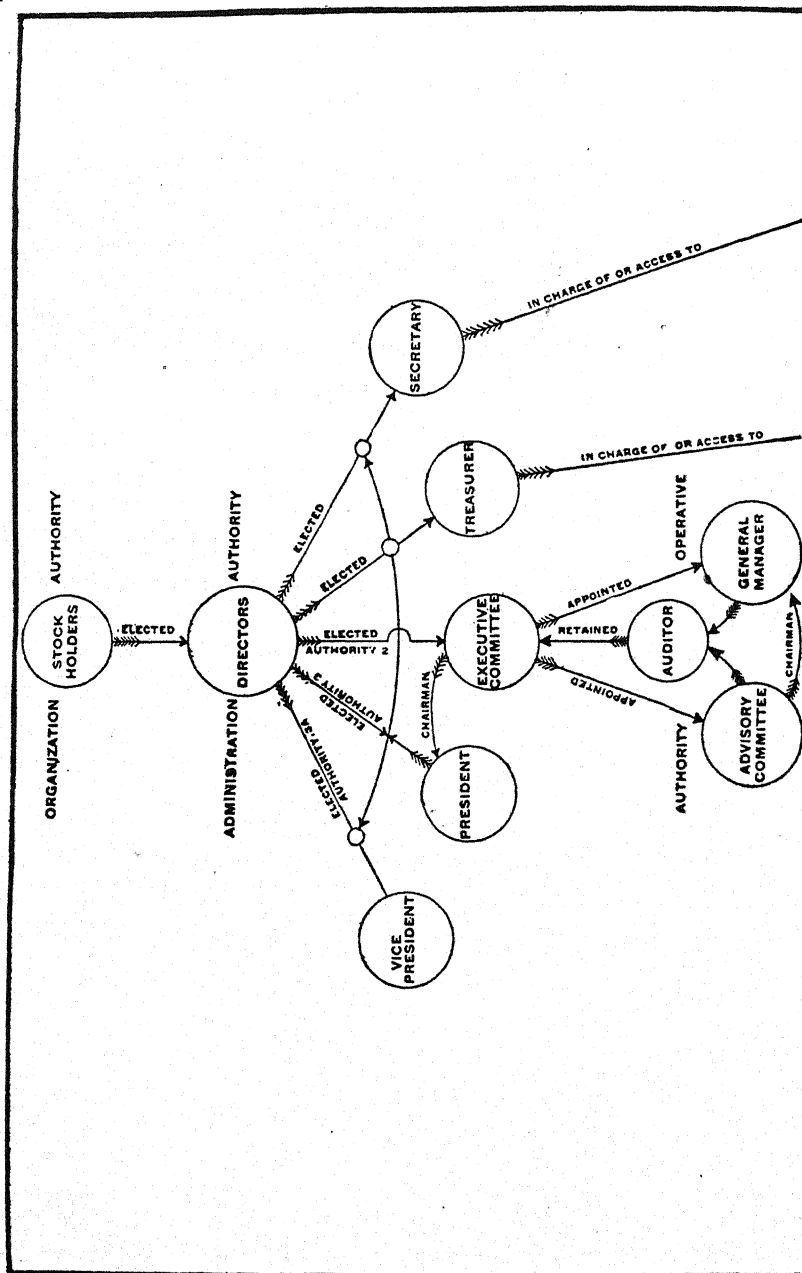 ORGANIZATION
AUTHORITY
STOCK
HOLDERS
ELECTED
ADMINISTRATION
AUTHORITY
DIRECTORS
ELECTED
AUTHORITY 3A
ELECTED
AUTHORITY 3
ELECTED
AUTHORITY 2
ELECTED
ELECTED
VICE
PRESIDENT
PRESIDENT
CHAIRMAN
EXECUTIVE
COMMITTEE
TREASURER
SECRETARY
IN CHARGE OF OR ACCESS TO
IN CHARGE OF OR ACCESS TO
APPOINTED
RETAINED
APPOINTED
AUTHORITY
OPERATIVE
ADVISORY
COMMITTEE
AUDITOR
GENERAL
MANAGER
CHAIRMAN